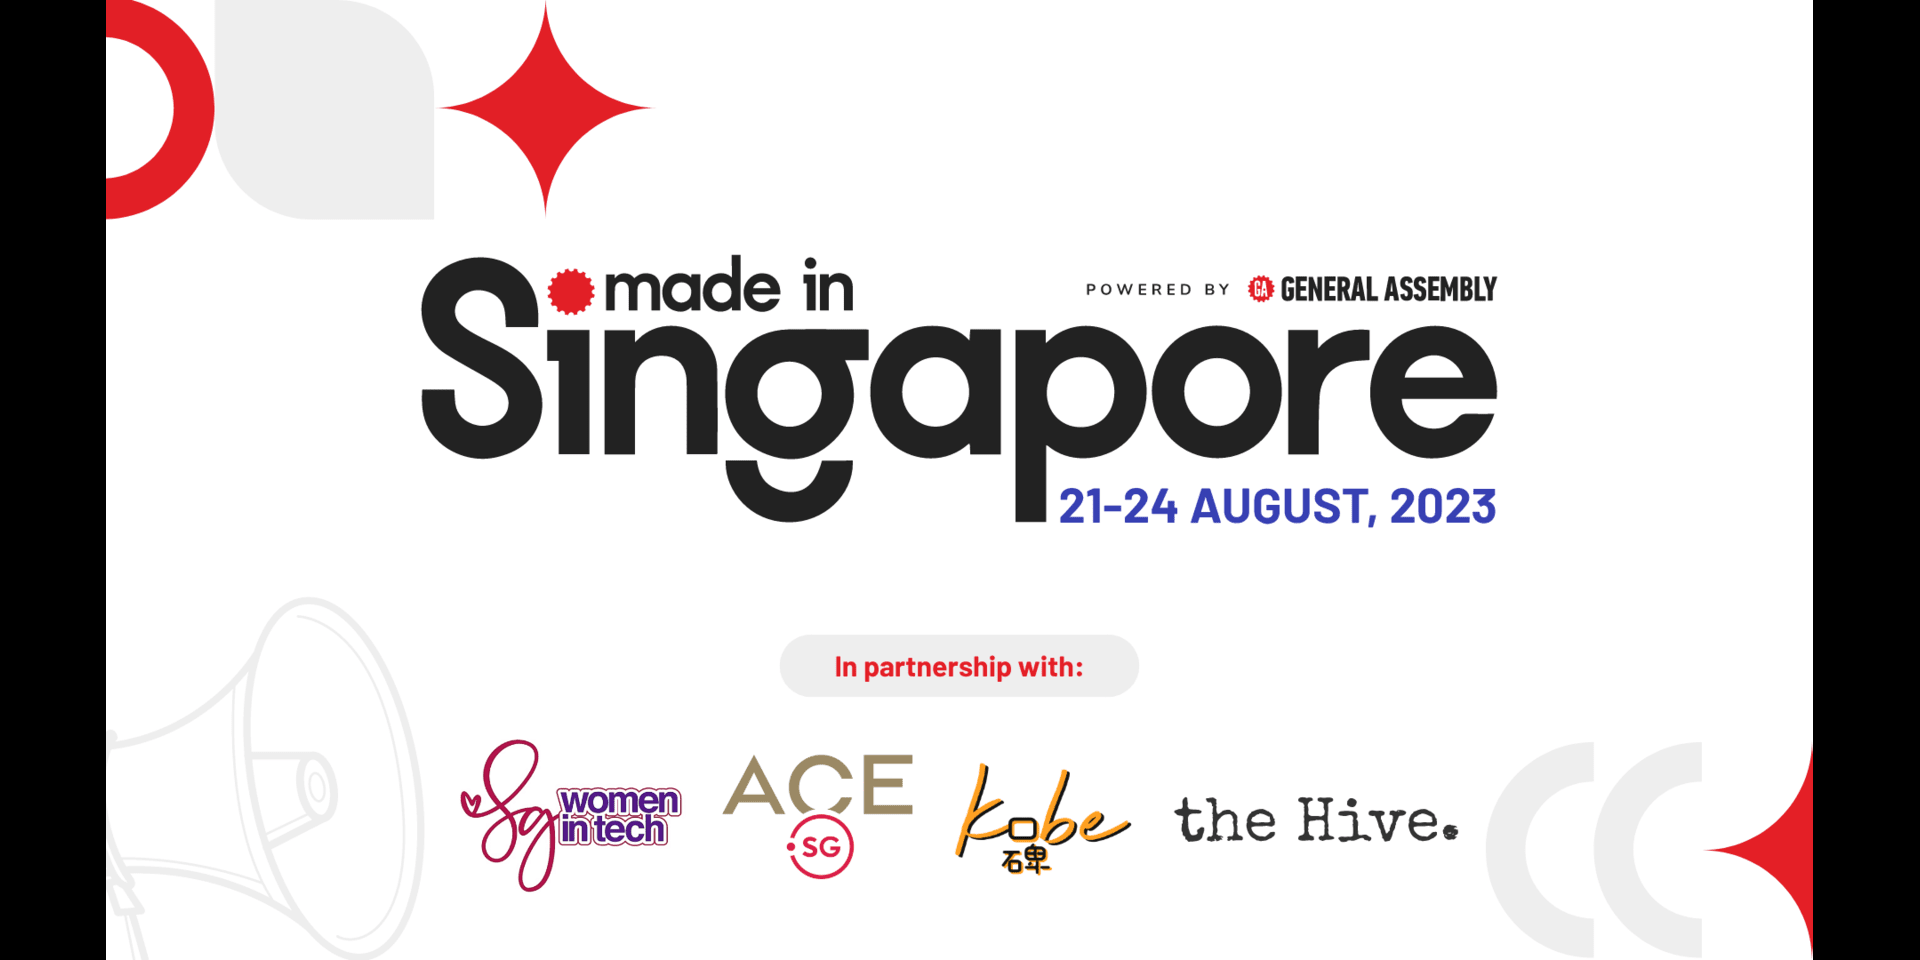 made in
Singapore
POWERED BY GA GENERAL ASSEMBLY
21-24 AUGUST, 2023
In partnership with:
Sg women
in tech
ACE
SG
kobe
碑
the Hive.